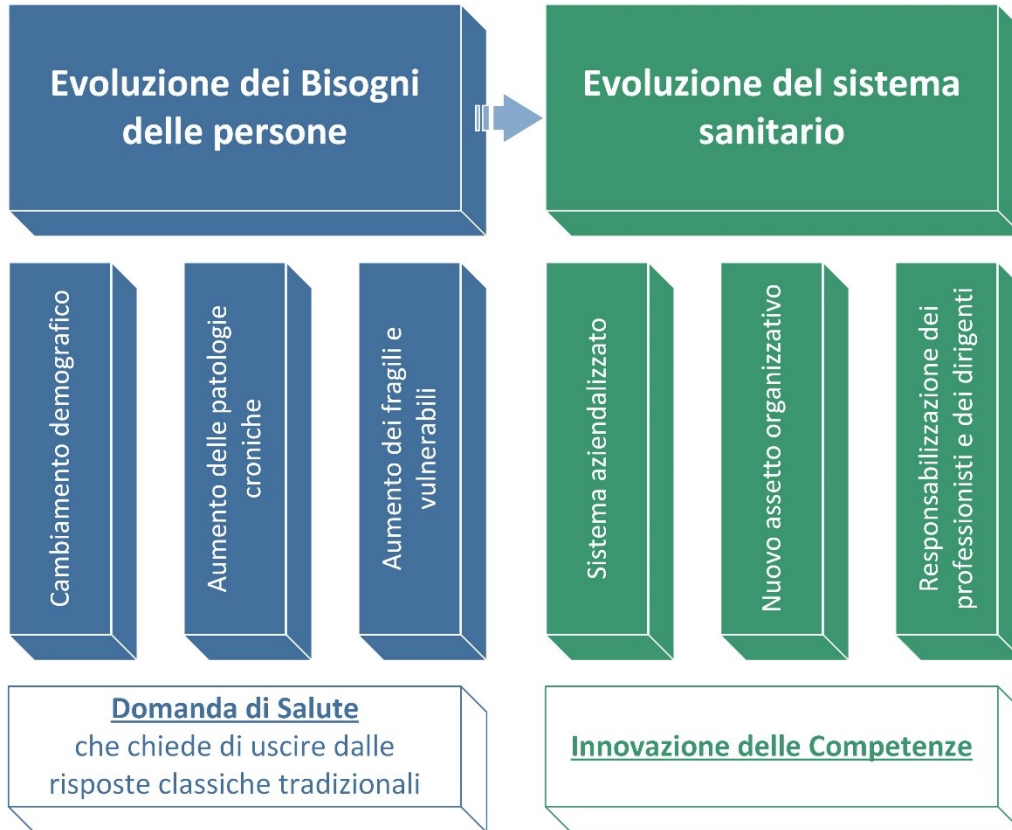 Evoluzione dei Bisogni
delle persone
Evoluzione del sistema
sanitario
Cambiamento demografico
Aumento delle patologie
croniche
Aumento dei fragili e
vulnerabili
Sistema aziendalizzato
Nuovo assetto organizzativo
Responsabilizzazione dei
professionisti e dei dirigenti
Domanda di Salute
che chiede di uscire dalle
risposte classiche tradizionali
Innovazione delle Competenze